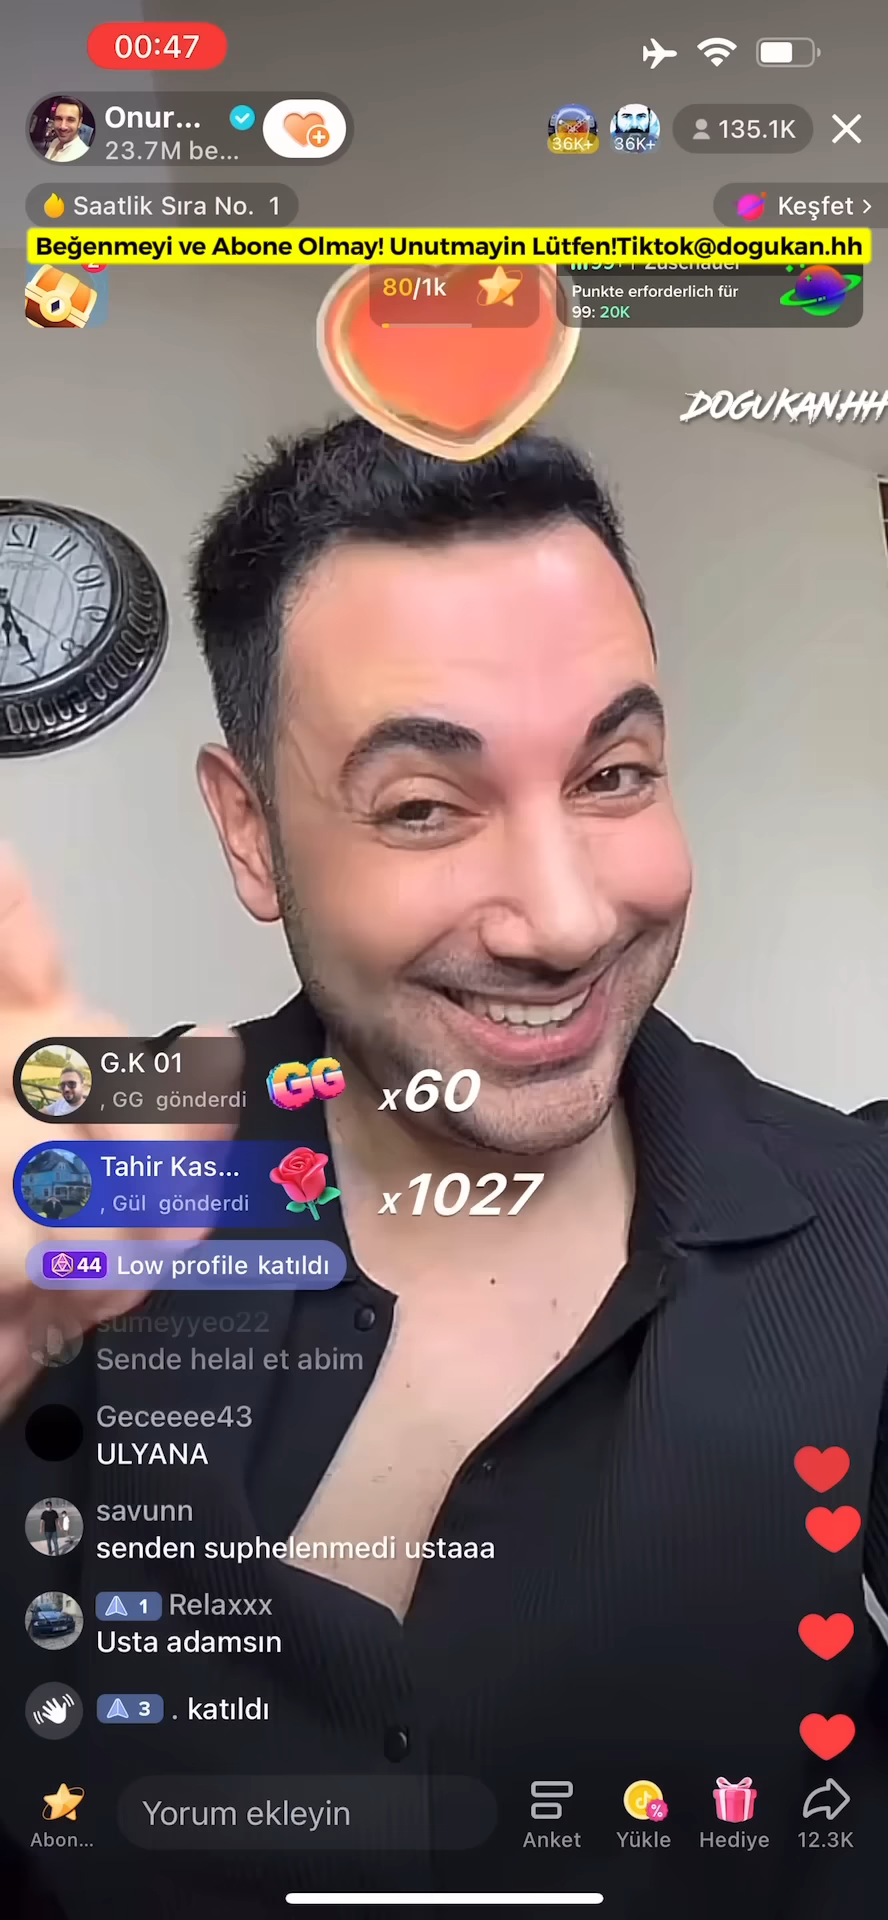 00:47
Onur...
23.7M be...
36K+
36K+
135.1K
Saatlik Sıra No. 1
Keşfet >
Beğenmeyi ve Abone Olmay! Unutmayin Lütfen!Tiktok@dogukan.hh
80/1k
Punkte erforderlich für
99: 20K
DOGUKAN.HH
G.K 01
, GG gönderdi
GG
x60
Tahir Kas...
, Gül gönderdi
x1027
44 Low profile katıldı
sumeyyeo22
Sende helal et abim
Geceeee43
ULYANA
savunn
senden suphelenmedi ustaaa
1 Relaxxx
Usta adamsın
3 . katıldı
Abon...
Yorum ekleyin
Anket
Yükle
Hediye
12.3K